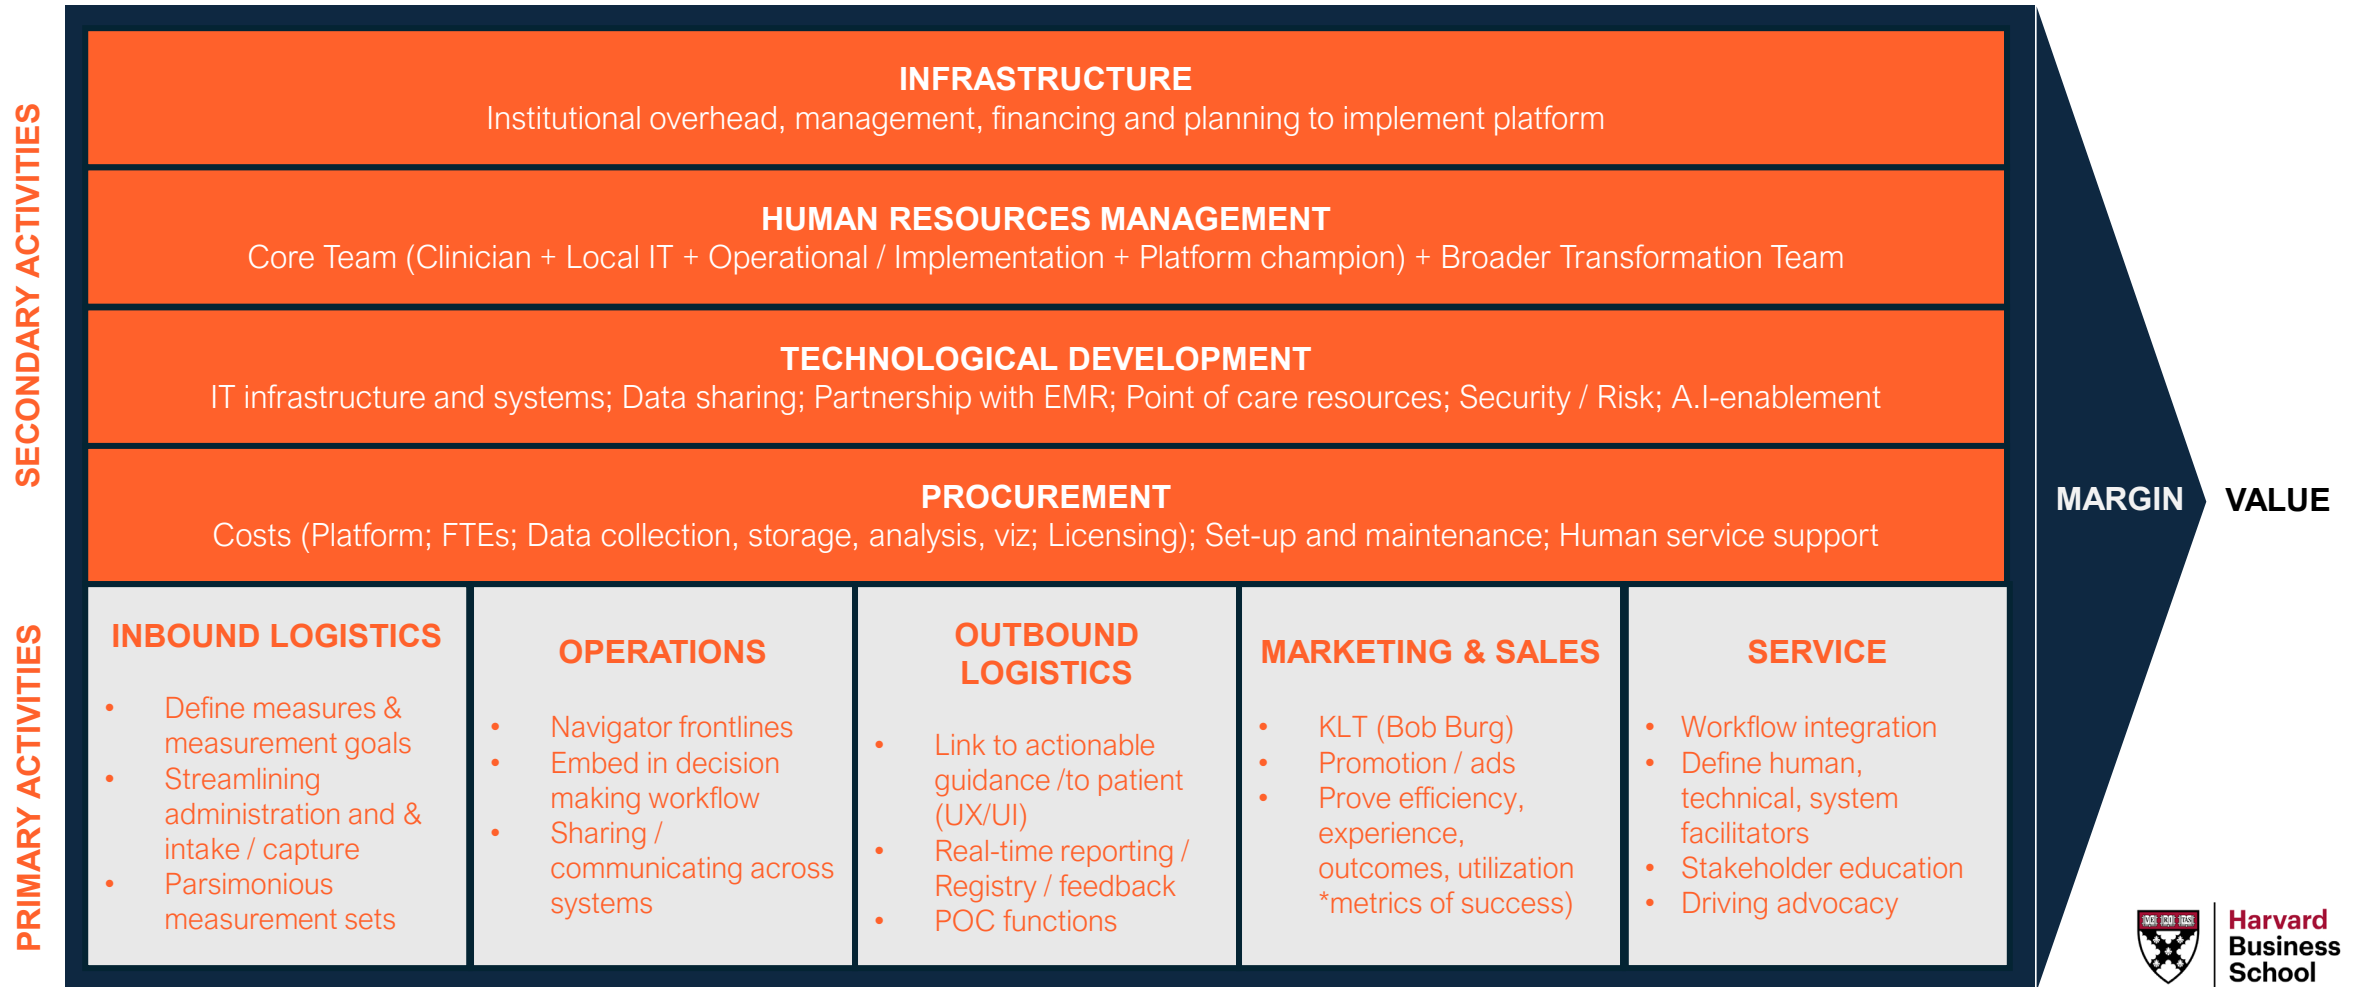 SECONDARY ACTIVITIES
INFRASTRUCTURE
Institutional overhead, management, financing and planning to implement platform
HUMAN RESOURCES MANAGEMENT
Core Team (Clinician + Local IT + Operational / Implementation + Platform champion) + Broader Transformation Team
TECHNOLOGICAL DEVELOPMENT
IT infrastructure and systems; Data sharing; Partnership with EMR; Point of care resources; Security / Risk; A.I-enablement
PROCUREMENT
Costs (Platform; FTEs; Data collection, storage, analysis, viz; Licensing); Set-up and maintenance; Human service support
PRIMARY ACTIVITIES
INBOUND LOGISTICS
• Define measures &
measurement goals
• Streamlining
administration and &
intake / capture
• Parsimonious
measurement sets
OPERATIONS
• Navigator frontlines
• Embed in decision
making workflow
• Sharing /
communicating across
systems
OUTBOUND
LOGISTICS
• Link to actionable
guidance /to patient
(UX/UI)
• Real-time reporting /
Registry / feedback
• POC functions
MARKETING & SALES
• KLT (Bob Burg)
• Promotion / ads
• Prove efficiency,
experience,
outcomes, utilization
*metrics of success)
SERVICE
• Workflow integration
• Define human,
technical, system
facilitators
• Stakeholder education
• Driving advocacy
MARGIN
VALUE
VE RI TAS
Harvard
Business
School